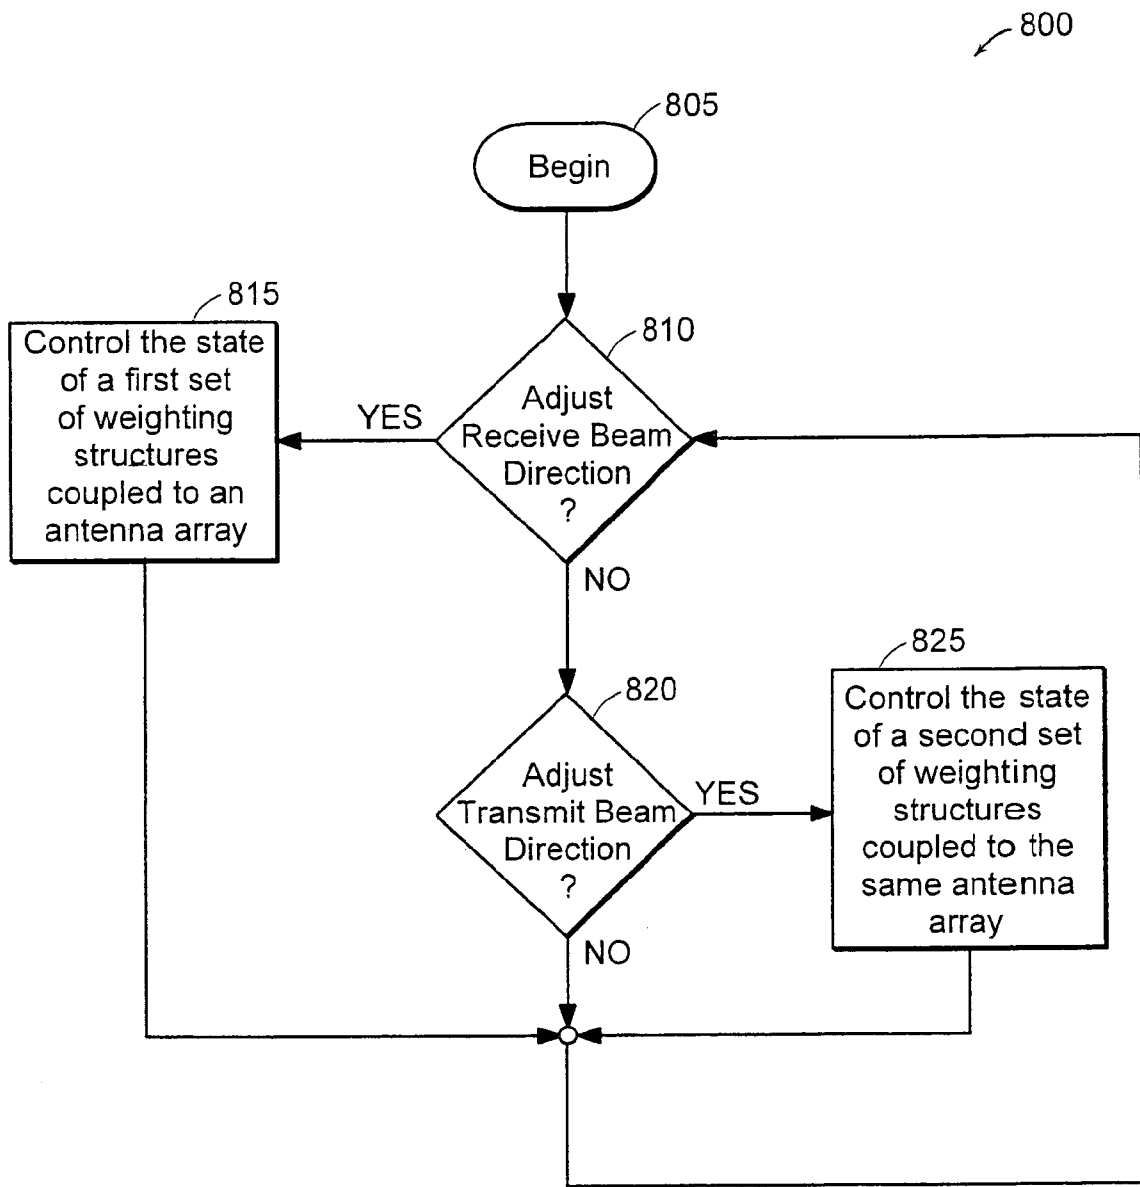 800
805
Begin
815
Control the state
of a first set
of weighting
structures
coupled to an
antenna array
810
YES
Adjust
Receive Beam
Direction
?
NO
820
Adjust
Transmit Beam
Direction
?
YES
825
Control the state
of a second set
of weighting
structures
coupled to the
same antenna
array
NO